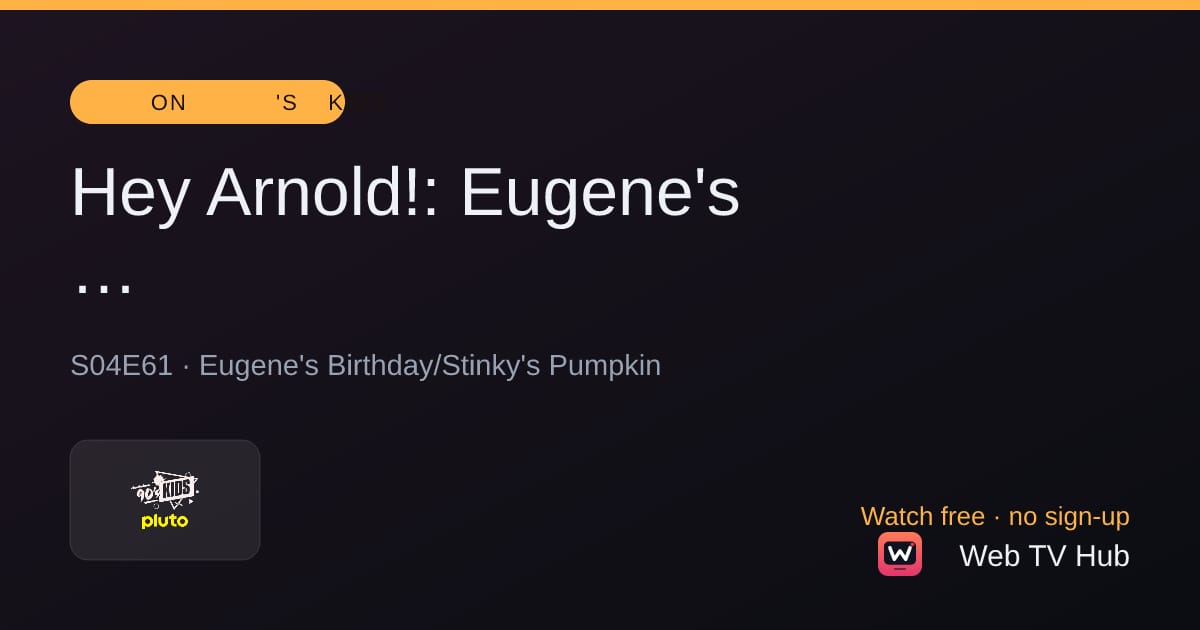 ON 'S K
Hey Arnold!: Eugene's
…
S04E61 · Eugene's Birthday/Stinky's Pumpkin
90's KIDS
pluto
Watch free · no sign-up
W
Web TV Hub